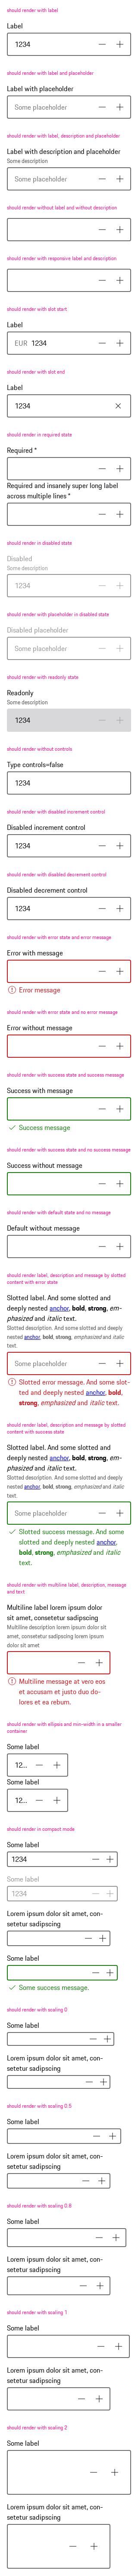 should render with label
Label
1234
should render with label and placeholder
Label with placeholder
Some placeholder
should render with label, description and placeholder
Label with description and placeholder
Some description
Some placeholder
should render without label and without description
should render with responsive label and description
should render with slot start
Label
EUR 1234
should render with slot end
Label
1234
should render in required state
Required *
Required and insanely super long label
across multiple lines *
should render in disabled state
Disabled
Some description
1234
should render with placeholder in disabled state
Disabled placeholder
Some placeholder
should render with readonly state
Readonly
Some description
1234
should render without controls
Type controls=false
1234
should render with disabled increment control
Disabled increment control
1234
should render with disabled decrement control
Disabled decrement control
1234
should render with error state and error message
Error with message
Error message
should render with error state and no error message
Error without message
should render with success state and success message
Success with message
Success message
should render with success state and no success message
Success without message
should render with default state and no message
Default without message
should render label, description and message by slotted
content with error state
Slotted label. And some slotted and
deeply nested anchor, bold, strong, em-
phasized and italic text.
Slotted description. And some slotted and deeply
nested anchor, bold, strong, emphasized and italic
text.
Some placeholder
Slotted error message. And some slot-
ted and deeply nested anchor, bold,
strong, emphasized and italic text.
should render label, description and message by slotted
content with success state
Slotted label. And some slotted and
deeply nested anchor, bold, strong, em-
phasized and italic text.
Slotted description. And some slotted and deeply
nested anchor, bold, strong, emphasized and italic
text.
Some placeholder
Slotted success message. And some
slotted and deeply nested anchor,
bold, strong, emphasized and italic
text.
should render with multiline label, description, message
and text
Multiline label lorem ipsum dolor
sit amet, consetetur sadipscing
Multiline description lorem ipsum dolor sit
amet, consetetur sadipscing lorem ipsum
dolor sit amet
Multiline message at vero eos
et accusam et justo duo do-
lores et ea rebum.
should render with ellipsis and min-width in a smaller
container
Some label
12...
Some label
12...
should render in compact mode
Some label
1234
Some label
1234
Lorem ipsum dolor sit amet, con-
setetur sadipscing
Some label
Some success message.
should render with scaling 0
Some label
Lorem ipsum dolor sit amet, con-
setetur sadipscing
should render with scaling 0.5
Some label
Lorem ipsum dolor sit amet, con-
setetur sadipscing
should render with scaling 0.8
Some label
Lorem ipsum dolor sit amet, con-
setetur sadipscing
should render with scaling 1
Some label
Lorem ipsum dolor sit amet, con-
setetur sadipscing
should render with scaling 2
Some label
Lorem ipsum dolor sit amet, con-
setetur sadipscing